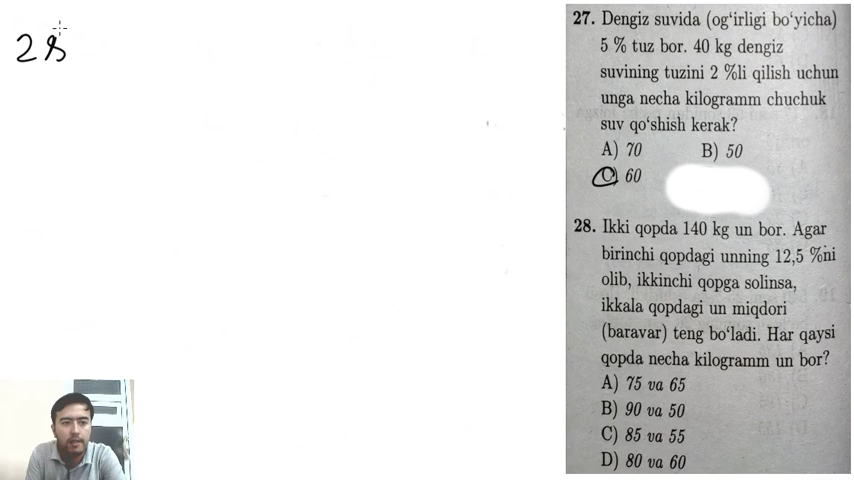 28
27. Dengiz suvida (og‘irligi bo‘yicha)
5 % tuz bor. 40 kg dengiz
suvining tuzini 2 %li qilish uchun
unga necha kilogramm chuchuk
suv qo‘shish kerak?
A) 70 B) 50
C) 60
28. Ikki qopda 140 kg un bor. Agar
birinchi qopdagi unning 12,5 %ni
olib, ikkinchi qopga solinsa,
ikkala qopdagi un miqdori
(baravar) teng bo‘ladi. Har qaysi
qopda necha kilogramm un bor?
A) 75 va 65
B) 90 va 50
C) 85 va 55
D) 80 va 60